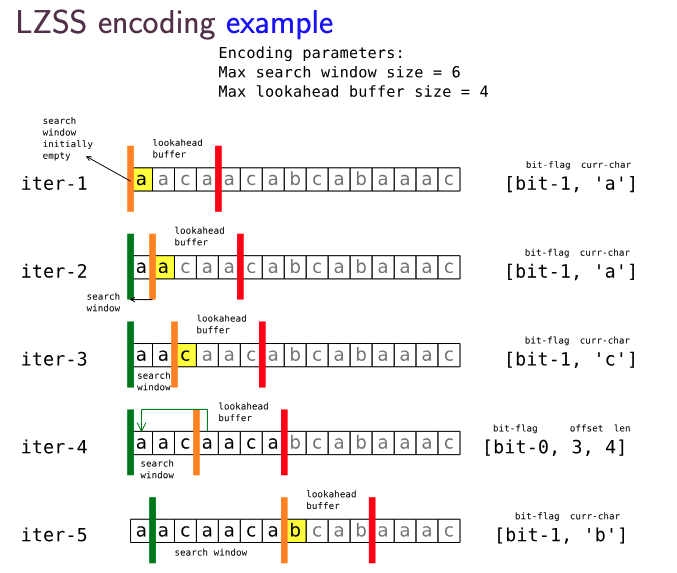 LZSS encoding example
Encoding parameters:
Max search window size = 6
Max lookahead buffer size = 4
search
window
initially
empty
lookahead
buffer
bit-flag curr-char
iter-1
a a c a a c a b c a b a a a c
[bit-1, 'a']
lookahead
buffer
bit-flag curr-char
iter-2
a a c a a c a b c a b a a a c
[bit-1, 'a']
search
window
lookahead
buffer
bit-flag curr-char
iter-3
a a c a a c a b c a b a a a c
[bit-1, 'c']
search
window
lookahead
buffer
bit-flag offset len
iter-4
a a c a a c a b c a b a a a c
[bit-0, 3, 4]
search
window
lookahead
buffer
bit-flag curr-char
iter-5
a a c a a c a b c a b a a a c
[bit-1, 'b']
search window